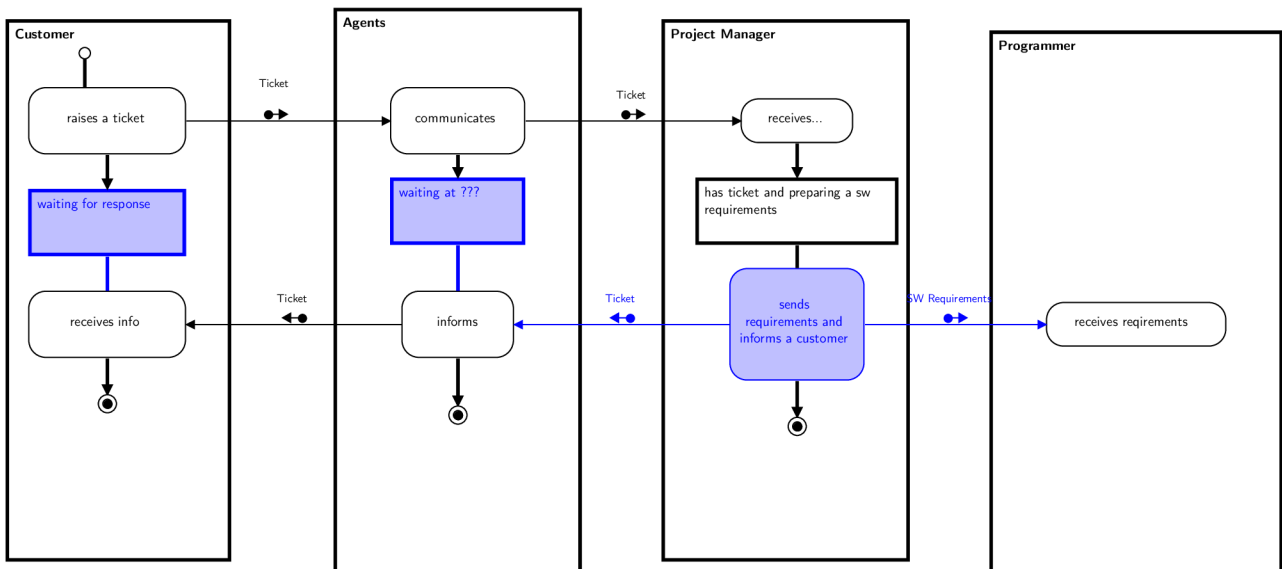 Customer
Agents
Project Manager
Programmer
Ticket
Ticket
raises a ticket
communicates
receives...
waiting for response
waiting at ???
has ticket and preparing a sw
requirements
Ticket
Ticket
SW Requirements
receives info
informs
sends
requirements and
informs a customer
receives reqirements